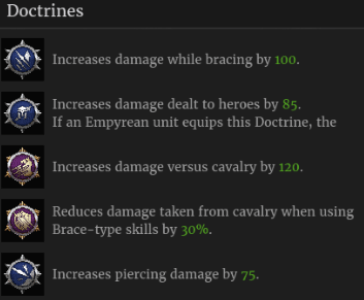 Doctrines
Increases damage while bracing by 100.
Increases damage dealt to heroes by 85.
If an Empyrean equips this Doctrine, the
Increases damage versus cavalry by 120.
Reduces damage taken from cavalry when using
Brace-type skills by 30%.
Increases piercing damage by 75.